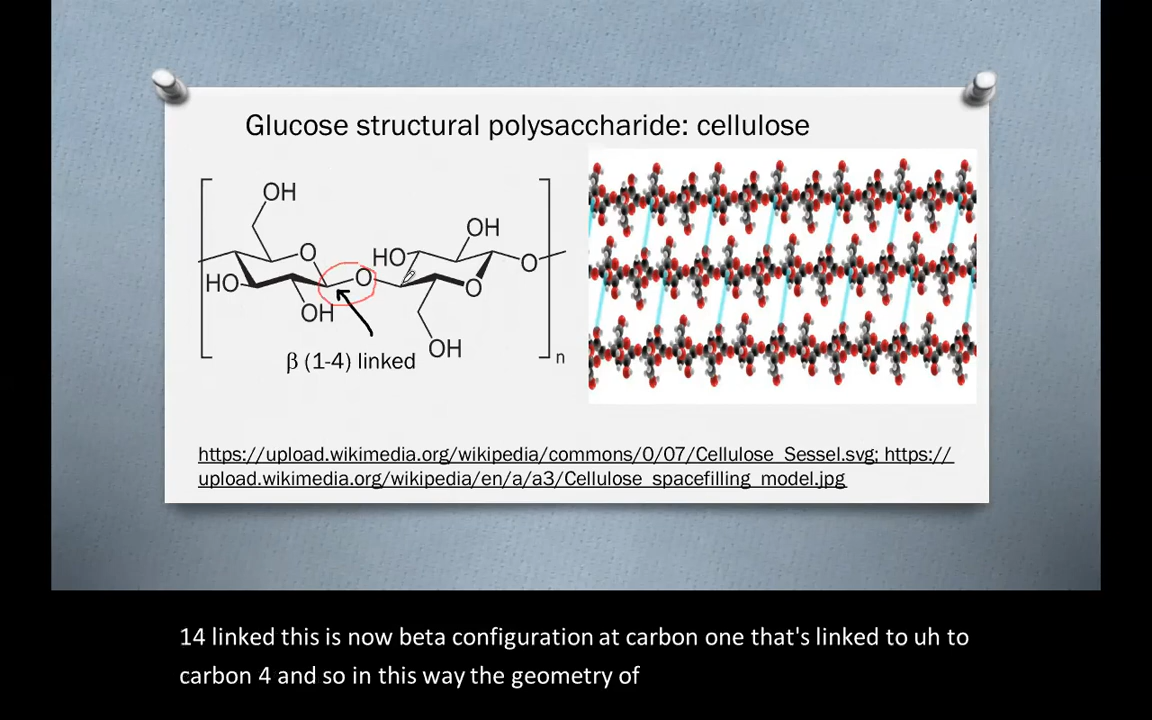 Glucose structural polysaccharide: cellulose
OH
OH
O
HO
O
O
HO
O
OH
β (1-4) linked
OH
n
https://upload.wikimedia.org/wikipedia/commons/0/07/Cellulose_Sessel.svg; https://
upload.wikimedia.org/wikipedia/en/a/a3/Cellulose_spacefilling_model.jpg
14 linked this is now beta configuration at carbon one that's linked to uh to
carbon 4 and so in this way the geometry of